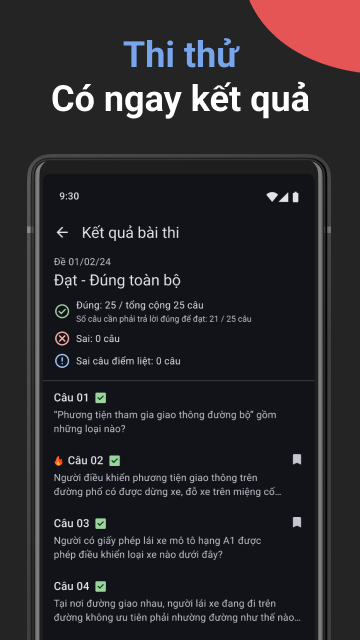 Thi thử
Có ngay kết quả
9:30
Kết quả bài thi
Đề 01/02/24
Đạt - Đúng toàn bộ
Đúng: 25 / tổng cộng 25 câu
Số câu cần phải trả lời đúng để đạt: 21 / 25 câu
Sai: 0 câu
Sai câu điểm liệt: 0 câu
Câu 01
“Phương tiện tham gia giao thông đường bộ” gồm
những loại nào?
Câu 02
Người điều khiển phương tiện giao thông trên
đường phố có được dừng xe, đỗ xe trên miệng cố...
Câu 03
Người có giấy phép lái xe mô tô hạng A1 được
phép điều khiển loại xe nào dưới đây?
Câu 04
Tại nơi đường giao nhau, người lái xe đang đi trên
đường không ưu tiên phải nhường đường như thế nào...